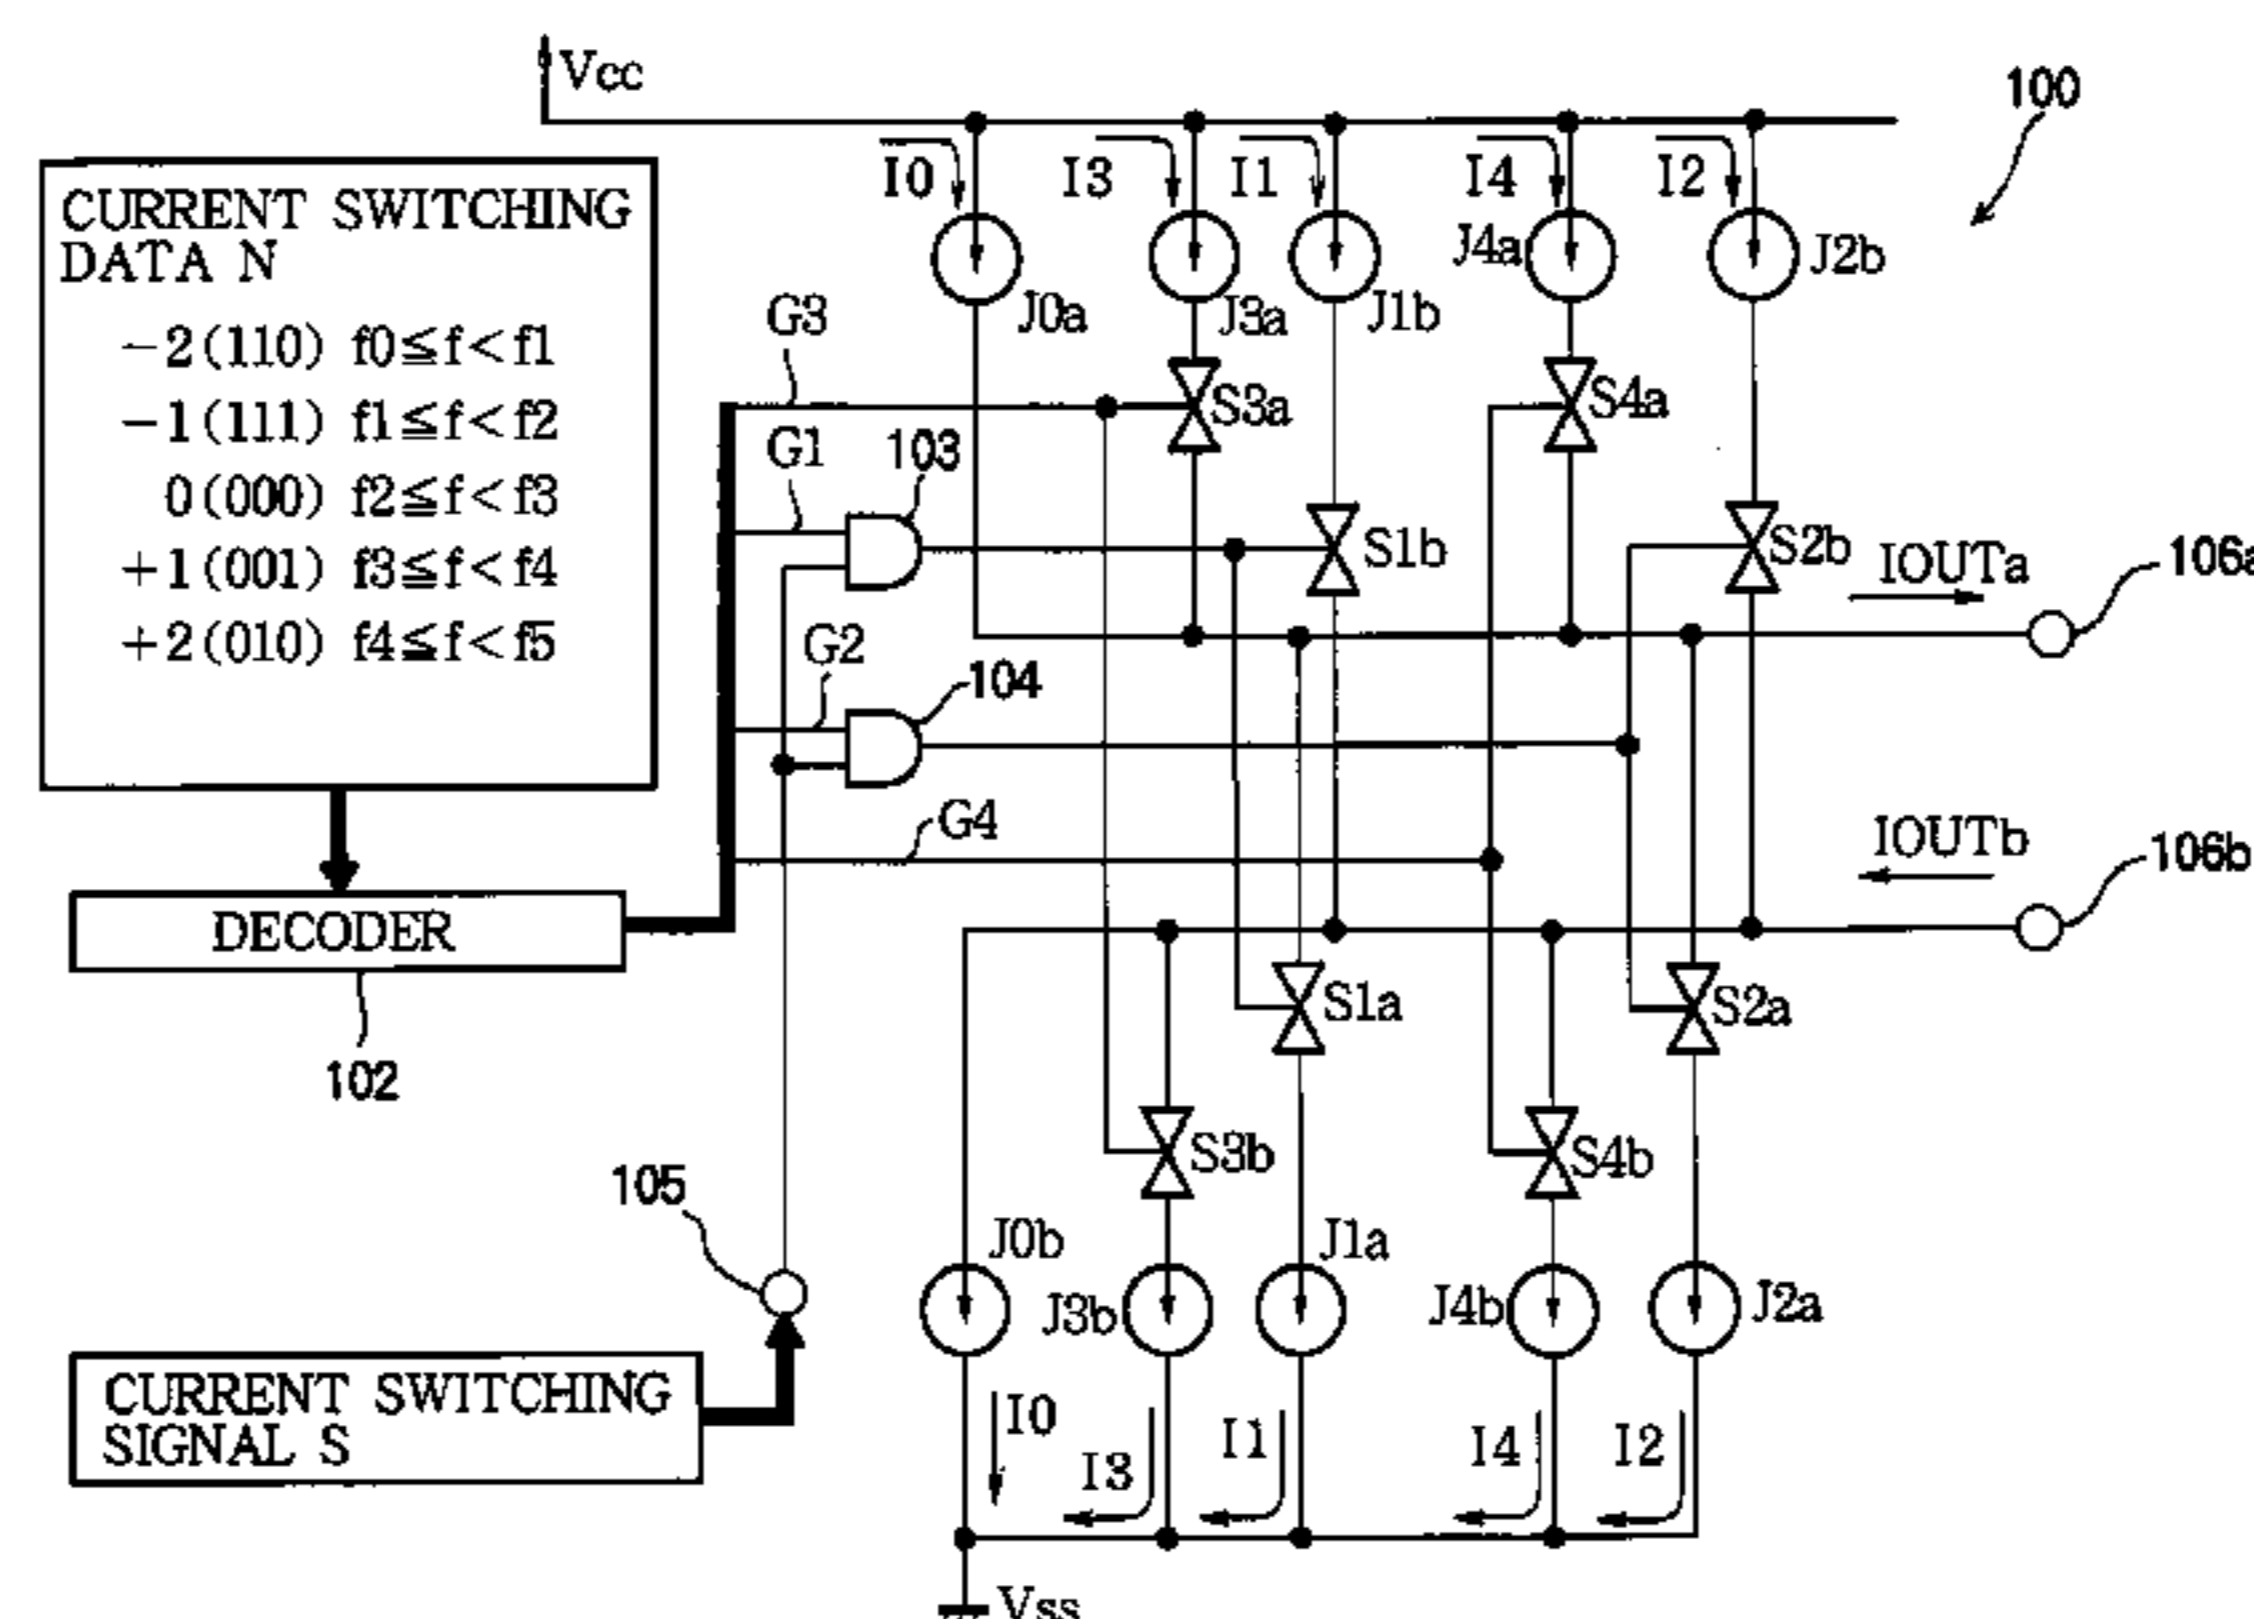 Vcc
100
I0
I3
I1
I4
I2
CURRENT SWITCHING
DATA N
−2(110) f0≦f<f1
−1(111) f1≦f<f2
0(000) f2≦f<f3
+1(001) f3≦f<f4
+2(010) f4≦f<f5
J0a
J3a
J1b
J4a
J2b
G3
S3a
S4a
G1
103
S1b
S2b
IOUTa
106a
G2
104
G4
IOUTb
106b
DECODER
102
S1a
S2a
S3b
S4b
105
J0b
J3b
J1a
J4b
J2a
CURRENT SWITCHING
SIGNAL S
I0
I3
I1
I4
I2
Vss